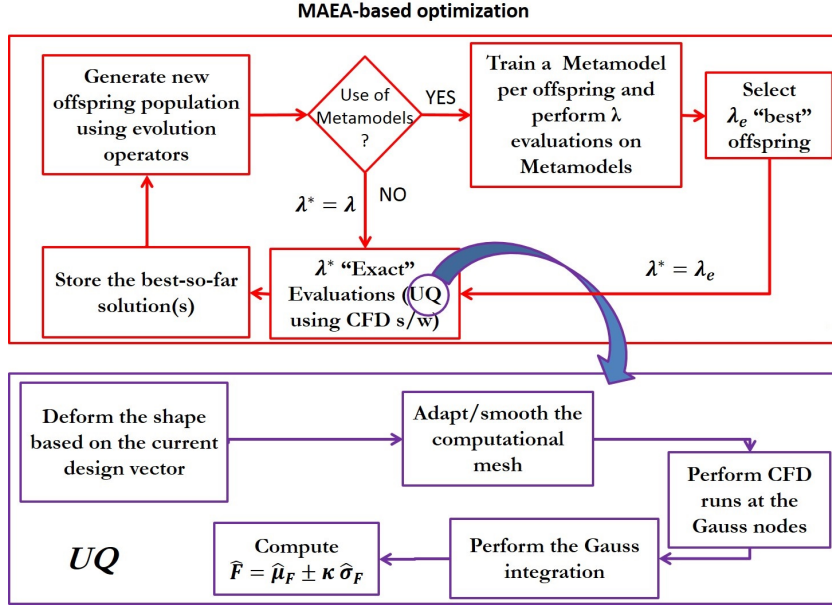 MAEA-based optimization
Generate new
offspring population
using evolution
operators
Use of
Metamodels
?
YES
NO
Train a Metamodel
per offspring and
perform λ
evaluations on
Metamodels
Select
λₑ “best”
offspring
λ* = λ
λ* = λₑ
λ* “Exact”
Evaluations (UQ
using CFD s/w)
Store the best-so-far
solution(s)
Deform the shape
based on the current
design vector
Adapt/smooth the
computational
mesh
Perform CFD
runs at the
Gauss nodes
Perform the Gauss
integration
Compute
F̂ = μ̂_F ± κ σ̂_F
UQ